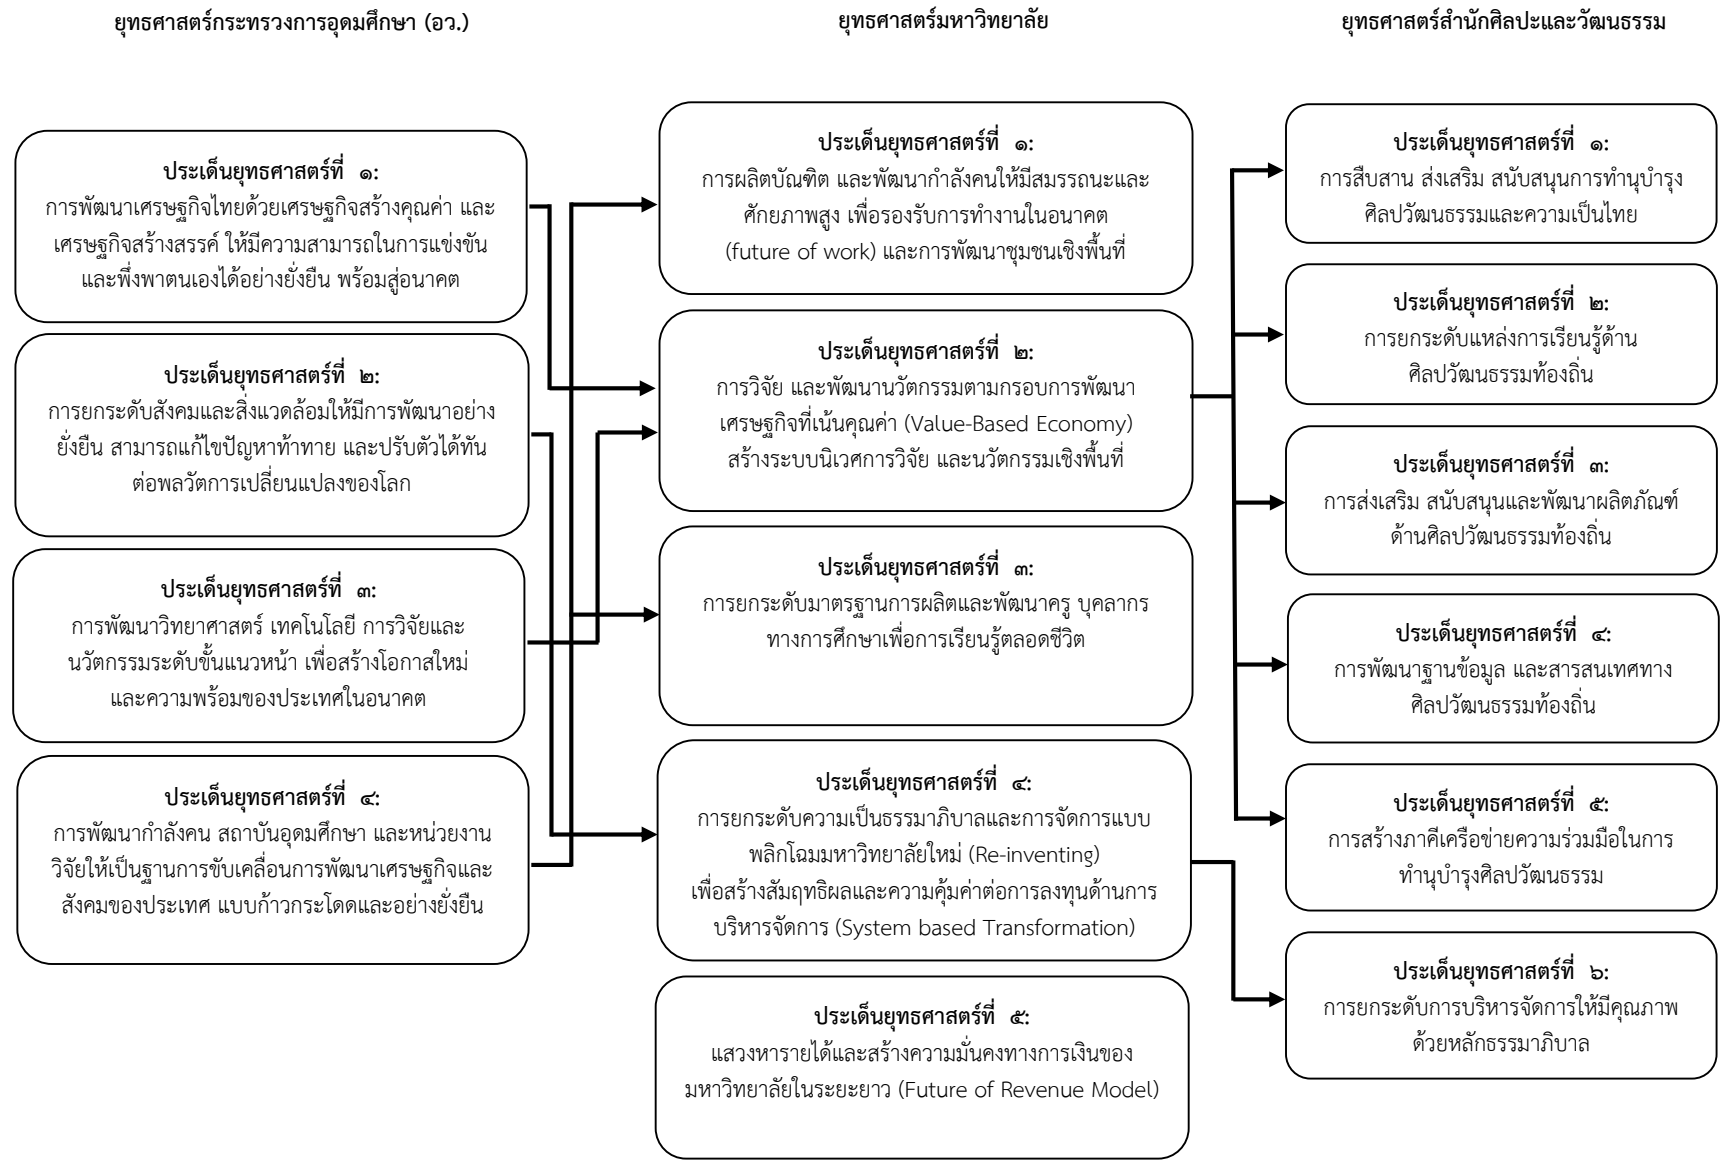 ยุทธศาสตร์กระทรวงการอุดมศึกษา (อว.)
ประเด็นยุทธศาสตร์ที่ ๑:
การพัฒนาเศรษฐกิจไทยด้วยเศรษฐกิจสร้างคุณค่า และ
เศรษฐกิจสร้างสรรค์ ให้มีความสามารถในการแข่งขัน
และพึ่งพาตนเองได้อย่างยั่งยืน พร้อมสู่อนาคต
ประเด็นยุทธศาสตร์ที่ ๒:
การยกระดับสังคมและสิ่งแวดล้อมให้มีการพัฒนาอย่าง
ยั่งยืน สามารถแก้ไขปัญหาท้าทาย และปรับตัวได้ทัน
ต่อพลวัตการเปลี่ยนแปลงของโลก
ประเด็นยุทธศาสตร์ที่ ๓:
การพัฒนาวิทยาศาสตร์ เทคโนโลยี การวิจัยและ
นวัตกรรมระดับขั้นแนวหน้า เพื่อสร้างโอกาสใหม่
และความพร้อมของประเทศในอนาคต
ประเด็นยุทธศาสตร์ที่ ๔:
การพัฒนากำลังคน สถาบันอุดมศึกษา และหน่วยงาน
วิจัยให้เป็นฐานการขับเคลื่อนการพัฒนาเศรษฐกิจและ
สังคมของประเทศ แบบก้าวกระโดดและอย่างยั่งยืน
ยุทธศาสตร์มหาวิทยาลัย
ประเด็นยุทธศาสตร์ที่ ๑:
การผลิตบัณฑิต และพัฒนากำลังคนให้มีสมรรถนะและ
ศักยภาพสูง เพื่อรองรับการทำงานในอนาคต
(future of work) และการพัฒนาชุมชนเชิงพื้นที่
ประเด็นยุทธศาสตร์ที่ ๒:
การวิจัย และพัฒนานวัตกรรมตามกรอบการพัฒนา
เศรษฐกิจที่เน้นคุณค่า (Value-Based Economy)
สร้างระบบนิเวศการวิจัย และนวัตกรรมเชิงพื้นที่
ประเด็นยุทธศาสตร์ที่ ๓:
การยกระดับมาตรฐานการผลิตและพัฒนาครู บุคลากร
ทางการศึกษาเพื่อการเรียนรู้ตลอดชีวิต
ประเด็นยุทธศาสตร์ที่ ๔:
การยกระดับความเป็นธรรมาภิบาลและการจัดการแบบ
พลิกโฉมมหาวิทยาลัยใหม่ (Re-inventing)
เพื่อสร้างสัมฤทธิผลและความคุ้มค่าต่อการลงทุนด้านการ
บริหารจัดการ (System based Transformation)
ประเด็นยุทธศาสตร์ที่ ๕:
แสวงหารายได้และสร้างความมั่นคงทางการเงินของ
มหาวิทยาลัยในระยะยาว (Future of Revenue Model)
ยุทธศาสตร์สำนักศิลปะและวัฒนธรรม
ประเด็นยุทธศาสตร์ที่ ๑:
การสืบสาน ส่งเสริม สนับสนุนการทำนุบำรุง
ศิลปวัฒนธรรมและความเป็นไทย
ประเด็นยุทธศาสตร์ที่ ๒:
การยกระดับแหล่งการเรียนรู้ด้าน
ศิลปวัฒนธรรมท้องถิ่น
ประเด็นยุทธศาสตร์ที่ ๓:
การส่งเสริม สนับสนุนและพัฒนาผลิตภัณฑ์
ด้านศิลปวัฒนธรรมท้องถิ่น
ประเด็นยุทธศาสตร์ที่ ๔:
การพัฒนาฐานข้อมูล และสารสนเทศทาง
ศิลปวัฒนธรรมท้องถิ่น
ประเด็นยุทธศาสตร์ที่ ๕:
การสร้างภาคีเครือข่ายความร่วมมือในการ
ทำนุบำรุงศิลปวัฒนธรรม
ประเด็นยุทธศาสตร์ที่ ๖:
การยกระดับการบริหารจัดการให้มีคุณภาพ
ด้วยหลักธรรมาภิบาล